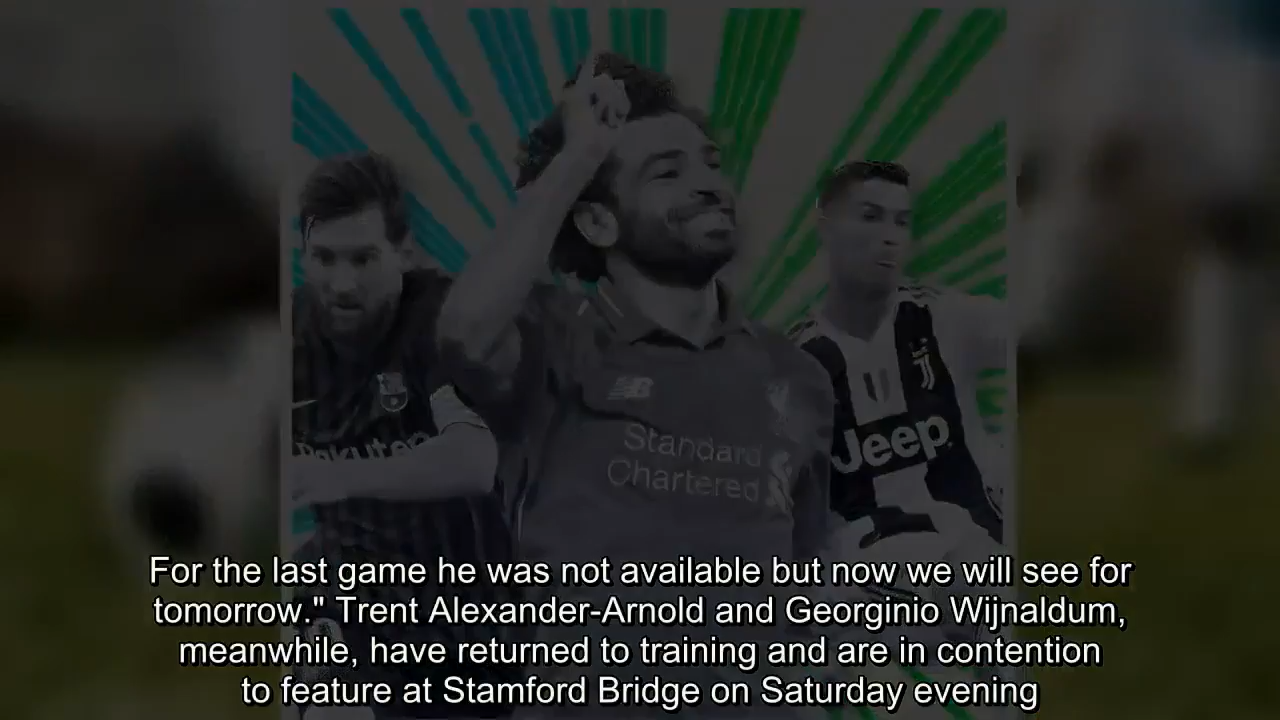 Rakuten
Standard
Chartered
Jeep
For the last game he was not available but now we will see for
tomorrow." Trent Alexander-Arnold and Georginio Wijnaldum,
meanwhile, have returned to training and are in contention
to feature at Stamford Bridge on Saturday evening